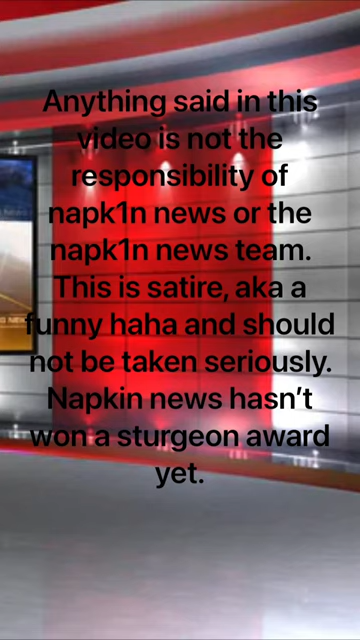 Anything said in this
video is not the
responsibility of
napk1n news or the
napk1n news team.
This is satire, aka a
funny haha and should
not be taken seriously.
Napkin news hasn’t
won a sturgeon award
yet.